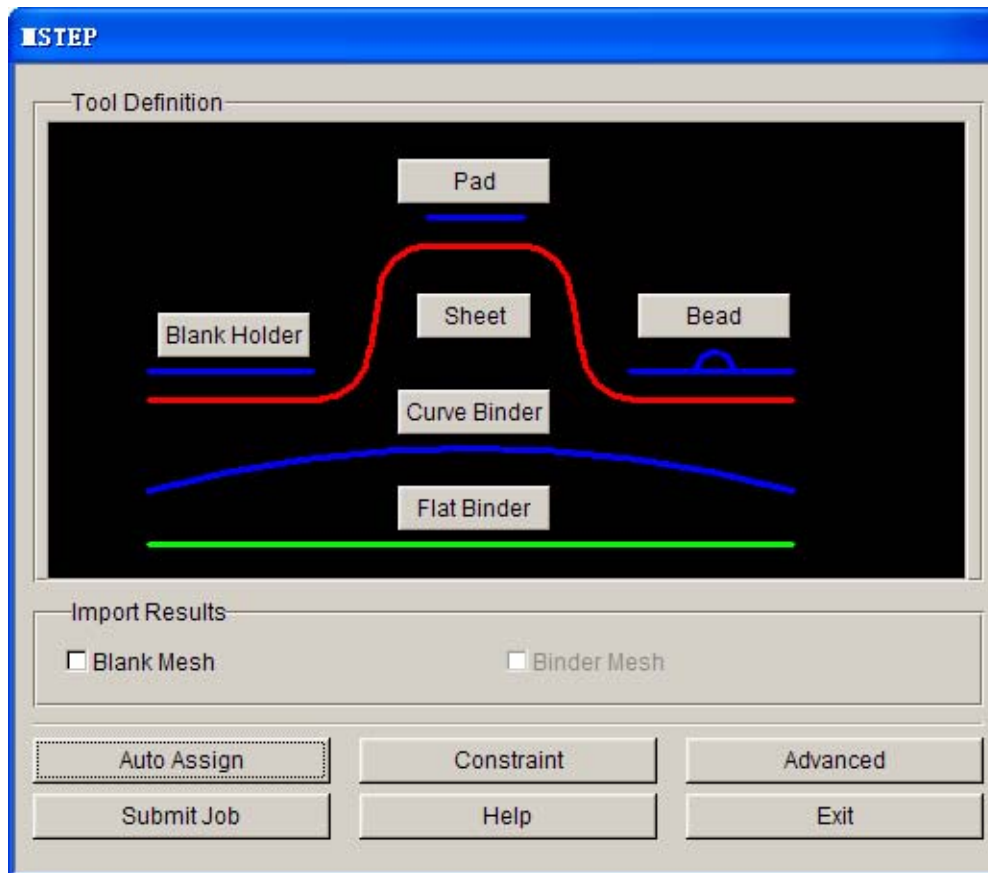 MSTEP
Tool Definition
Pad
Sheet
Bead
Blank Holder
Curve Binder
Flat Binder
Import Results
Blank Mesh
Binder Mesh
Auto Assign
Constraint
Advanced
Submit Job
Help
Exit